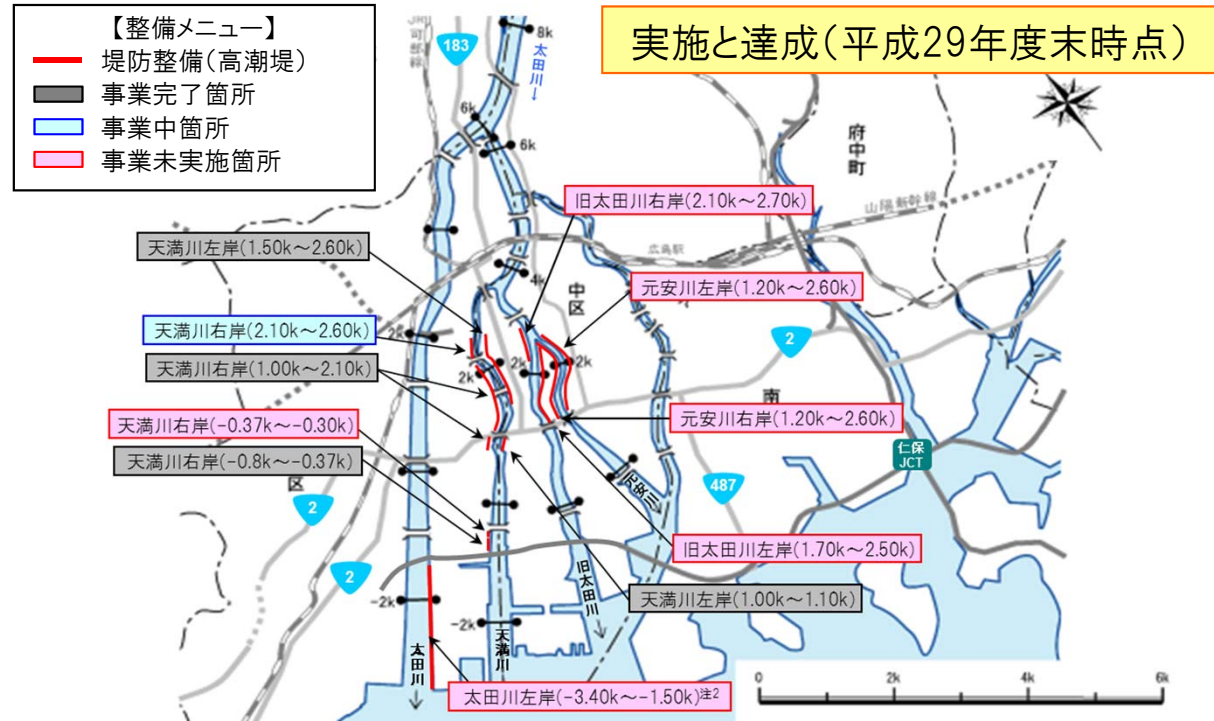 【整備メニュー】
堤防整備(高潮堤)
事業完了箇所
事業中箇所
事業未実施箇所
実施と達成(平成29年度末時点)
JR可部線
183
8k
太田川↓
6k
6k
府中町
山陽新幹線
広島駅
旧太田川右岸(2.10k～2.70k)
天満川左岸(1.50k～2.60k)
4k
中区
元安川左岸(1.20k～2.60k)
天満川右岸(2.10k～2.60k)
2k
2k
2k
2k
2
天満川右岸(1.00k～2.10k)
南
天満川右岸(-0.37k～-0.30k)
元安川右岸(1.20k～2.60k)
天満川右岸(-0.8k～-0.37k)
仁保
JCT
区
元安川
487
2
旧太田川左岸(1.70k～2.50k)
2
天満川左岸(1.00k～1.10k)
旧太田川
-2k
-2k
天満川
太田川
太田川左岸(-3.40k～-1.50k)注2
0
2k
4k
6k